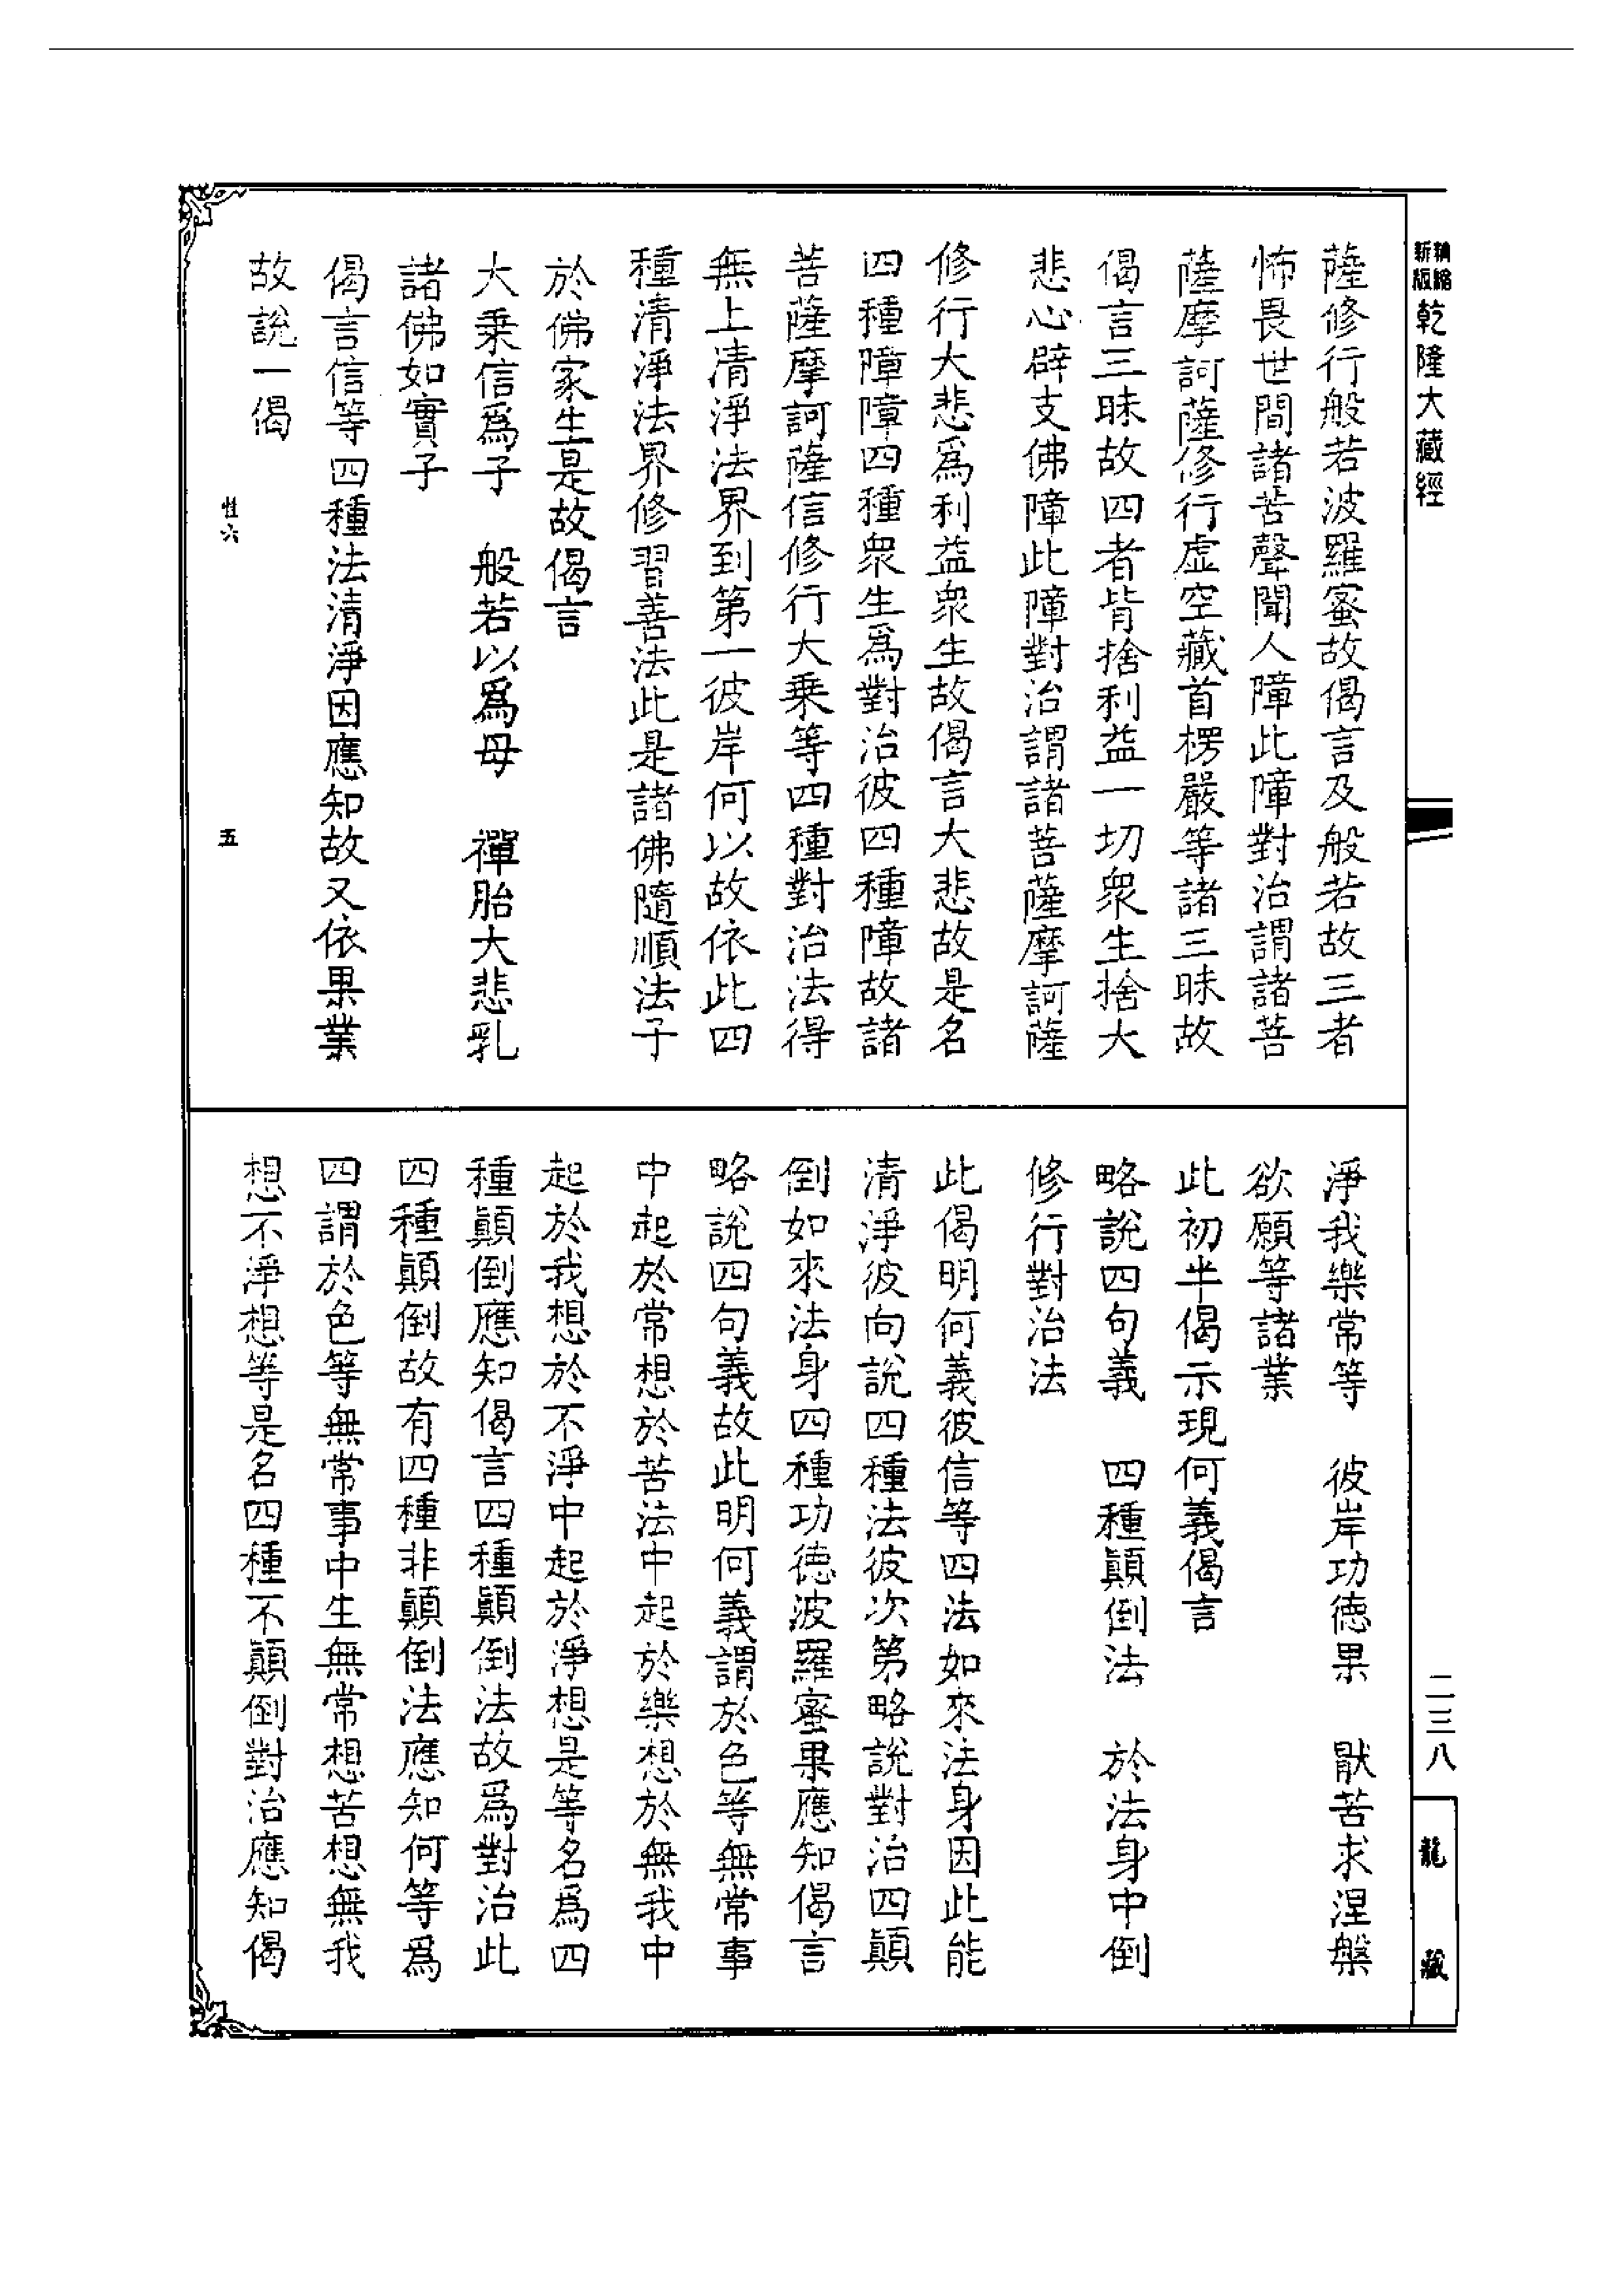 新版精縮乾隆大藏經
薩修行般若波羅蜜故偈言及般若故三者
怖畏世間諸苦聲聞人障此障對治謂諸菩
薩摩訶薩修行虛空藏首楞嚴等諸三昧故
偈言三昧故四者背捨利益一切衆生捨大
悲心辟支佛障此障對治謂諸菩薩摩訶薩
修行大悲爲利益衆生故偈言大悲故是名
四種障障四種衆生爲對治彼四種障故諸
菩薩摩訶薩信修行大乘等四種對治法得
無上清淨法界到第一彼岸何以故依此四
種清淨法界修習善法此是諸佛隨順法子
於佛家生是故偈言
大乘信爲子　般若以爲母　禪胎大悲乳
諸佛如實子
偈言信等四種法清淨因應知故又依果業
故說一偈
性六　五
淨我樂常等　彼岸功德果　猒苦求涅槃
欲願等諸業
此初半偈示現何義偈言
略說四句義　四種顛倒法　於法身中倒
修行對治法
此偈明何義彼信等四法如來法身因此能
清淨彼向說四種法彼次第略說對治四顛
倒如來法身四種功德波羅蜜果應知偈言
略說四句義故此明何義謂於色等無常事
中起於常想於苦法中起於樂想於無我中
起於我想於不淨中起於淨想是等名爲四
種顛倒應知偈言四種顛倒法故爲對治此
四種顛倒故有四種非顛倒法應知何等爲
四謂於色等無常事中生無常想苦想無我
想不淨想等是名四種不顛倒對治應知偈
二三八
龍藏